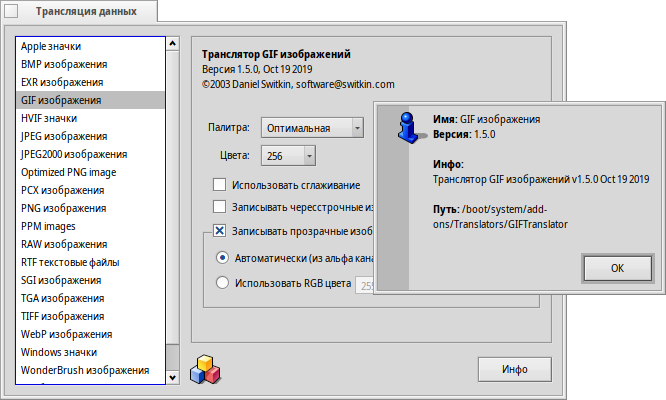 Трансляция данных
Apple значки
BMP изображения
EXR изображения
GIF изображения
HVIF значки
JPEG изображения
JPEG2000 изображения
Optimized PNG image
PCX изображения
PNG изображения
PPM images
RAW изображения
RTF текстовые файлы
SGI изображения
TGA изображения
TIFF изображения
WebP изображения
Windows значки
WonderBrush изображения
Транслятор GIF изображений
Версия 1.5.0, Oct 19 2019
©2003 Daniel Switkin, software@switkin.com
Палитра: Оптимальная
Цвета: 256
Использовать сглаживание
Записывать чересстрочные из
Записывать прозрачные изоб
Автоматически (из альфа кана
Использовать RGB цвета 255
Инфо
Имя: GIF изображения
Версия: 1.5.0
Инфо:
Транслятор GIF изображений v1.5.0 Oct 19 2019
Путь: /boot/system/add-
ons/Translators/GIFTranslator
OK